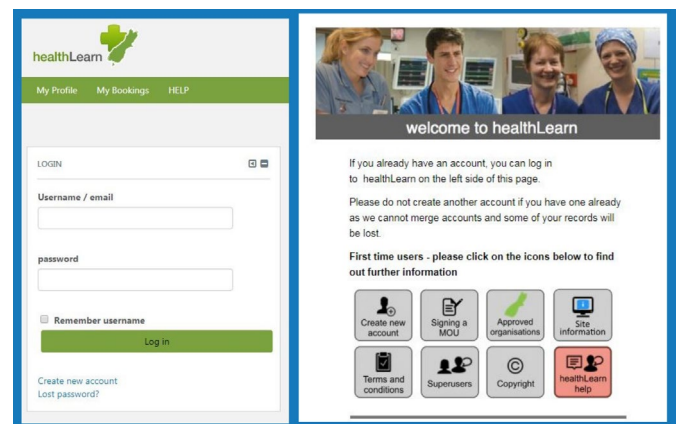 healthLearn
My Profile My Bookings HELP
LOGIN
Username / email
password
Remember username
Log in
Create new account
Lost password?
welcome to healthLearn
If you already have an account, you can log in
to healthLearn on the left side of this page.
Please do not create another account if you have one already
as we cannot merge accounts and some of your records will
be lost.
First time users - please click on the icons below to find
out further information
Create new
account
Signing a
MOU
Approved
organisations
Site
information
Terms and
conditions
Superusers
©
Copyright
healthLearn
help